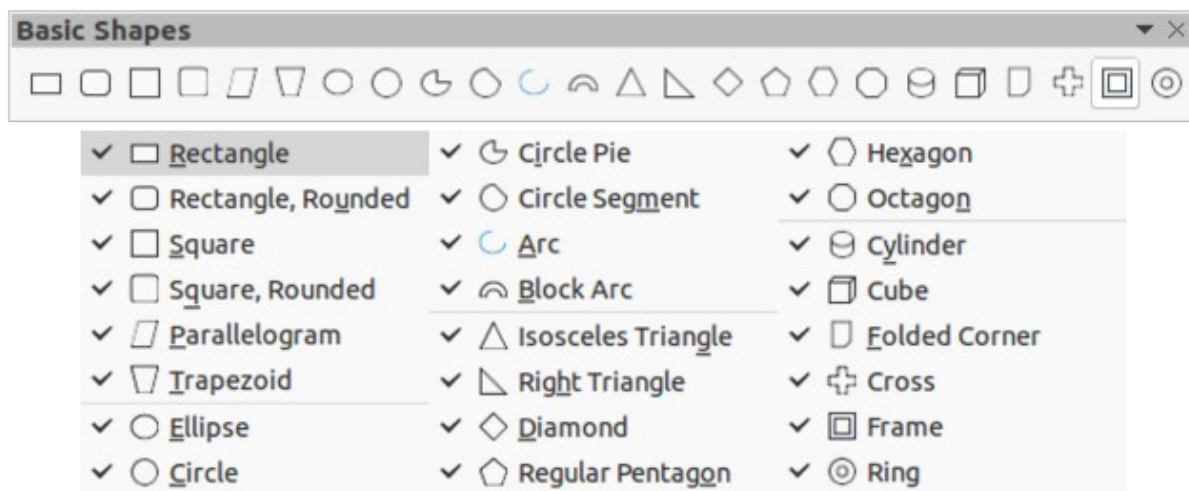 Basic Shapes
Rectangle
Rectangle, Rounded
Square
Square, Rounded
Parallelogram
Trapezoid
Ellipse
Circle
Circle Pie
Circle Segment
Arc
Block Arc
Isosceles Triangle
Right Triangle
Diamond
Regular Pentagon
Hexagon
Octagon
Cylinder
Cube
Folded Corner
Cross
Frame
Ring